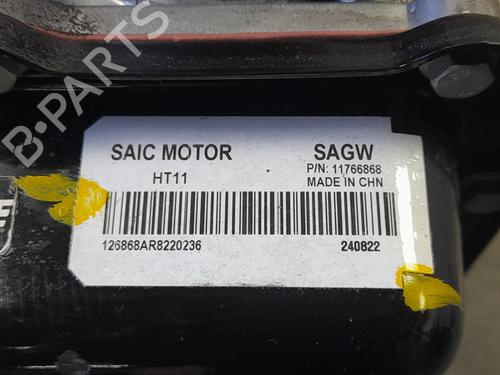 SAIC MOTOR SAGW
HT11 P/N: 11766868
MADE IN CHN
126868AR8220236 240822
B-PARTS